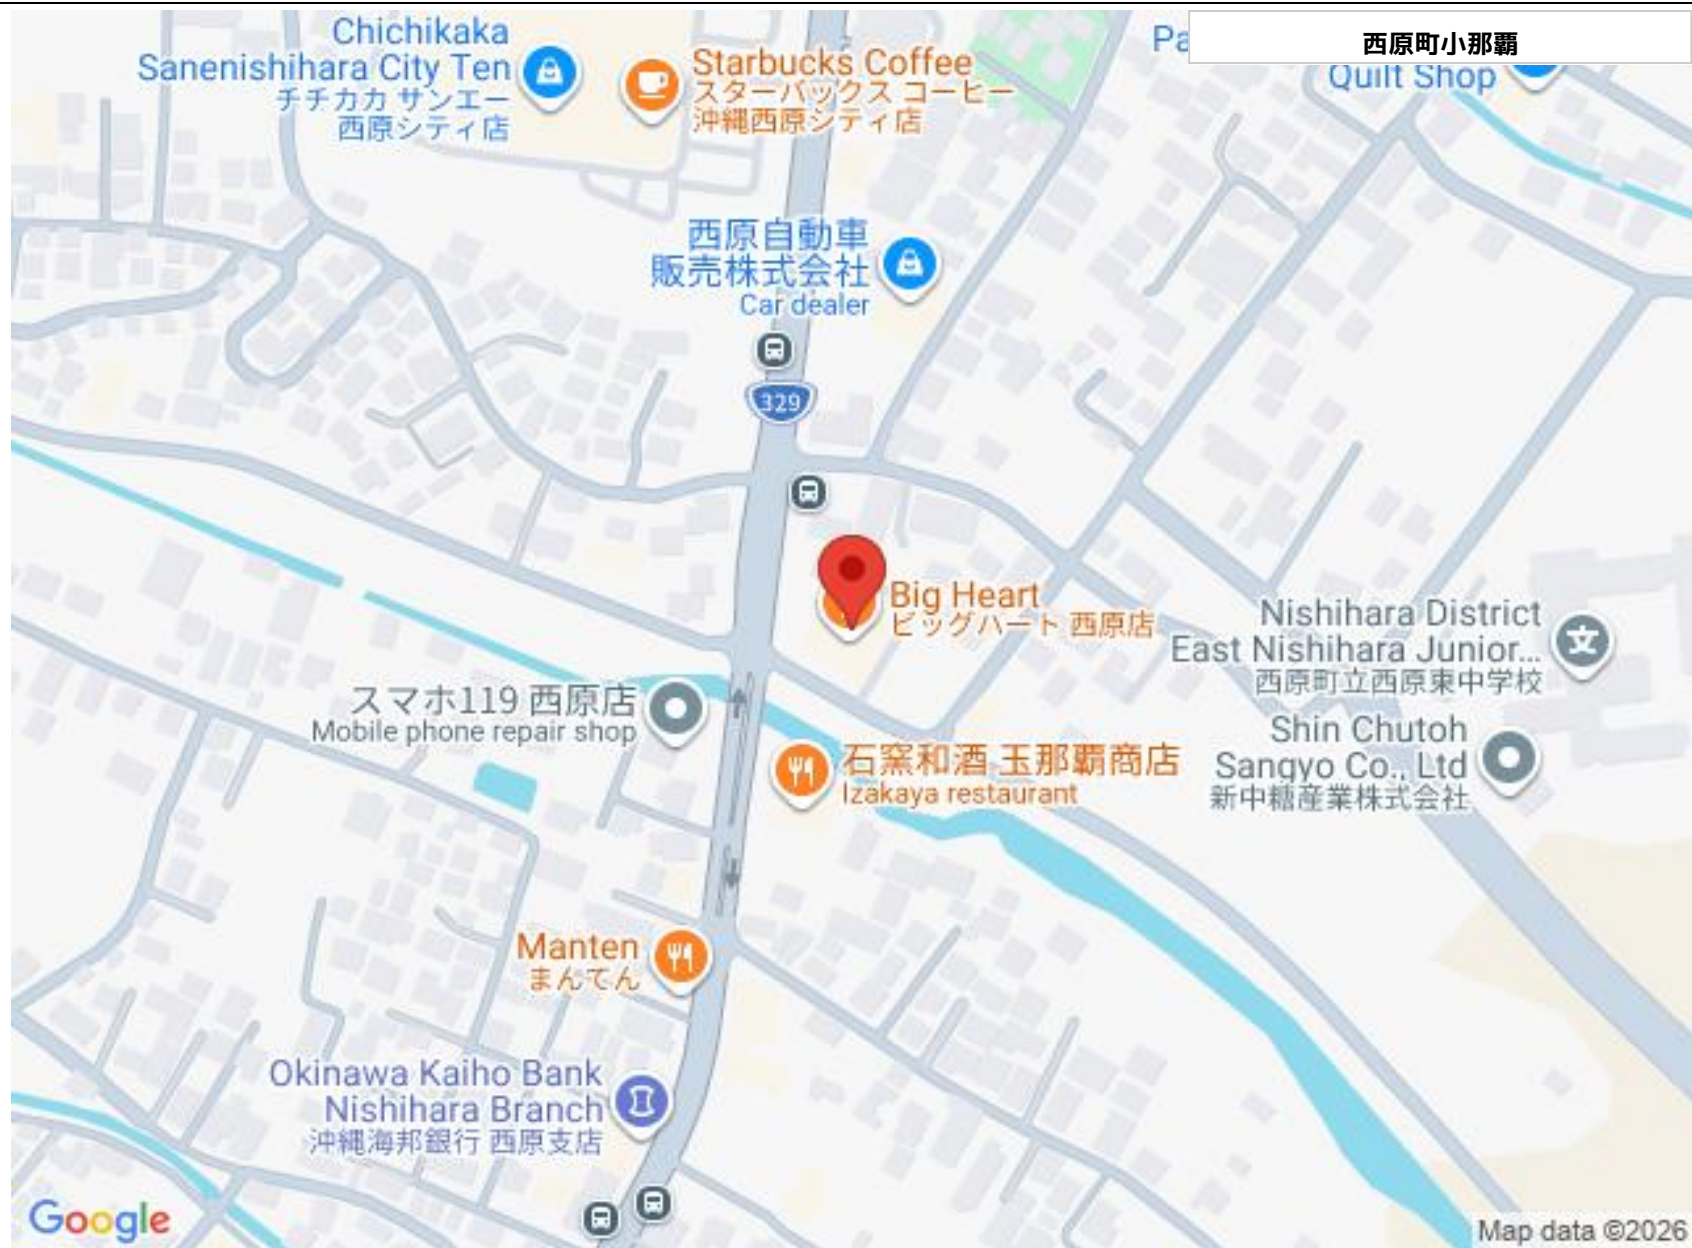 西原町小那覇
Chichikaka
Sanenishihara City Ten
チチカカ サンエー
西原シティ店
Starbucks Coffee
スターバックス コーヒー
沖縄西原シティ店
Quilt Shop
西原自動車
販売株式会社
Car dealer
329
Big Heart
ビッグハート 西原店
Nishihara District
East Nishihara Junior...
西原町立西原東中学校
スマホ119 西原店
Mobile phone repair shop
Shin Chutoh
Sangyo Co., Ltd
新中糖産業株式会社
石窯和酒 玉那覇商店
Izakaya restaurant
Manten
まんてん
Okinawa Kaiho Bank
Nishihara Branch
沖縄海邦銀行 西原支店
Google
Map data ©2026